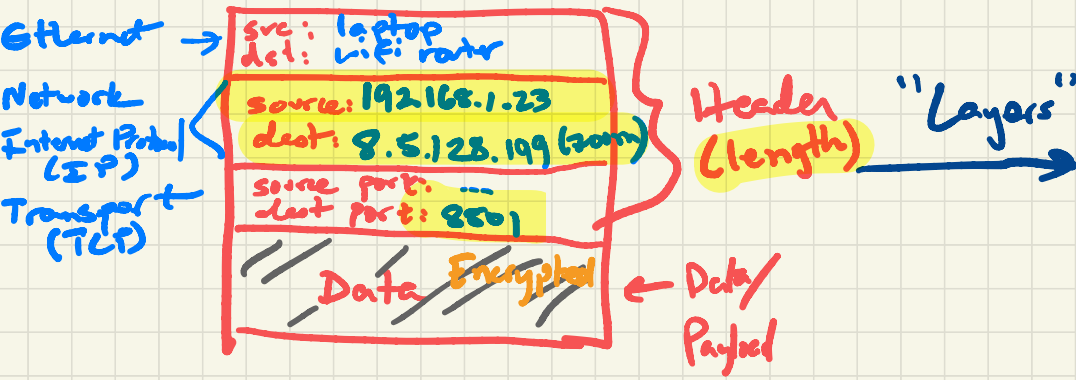 Ethernet →
src: laptop
dst: wifi router
Network
Internet Protocol
(IP)
source: 192.168.1.23
dest: 8.5.128.199 (zoom)
Transport
(TCP)
source port: ...
dest port: 8801
Data Encrypted
Header
(length)
"Layers"
← Data/
Payload